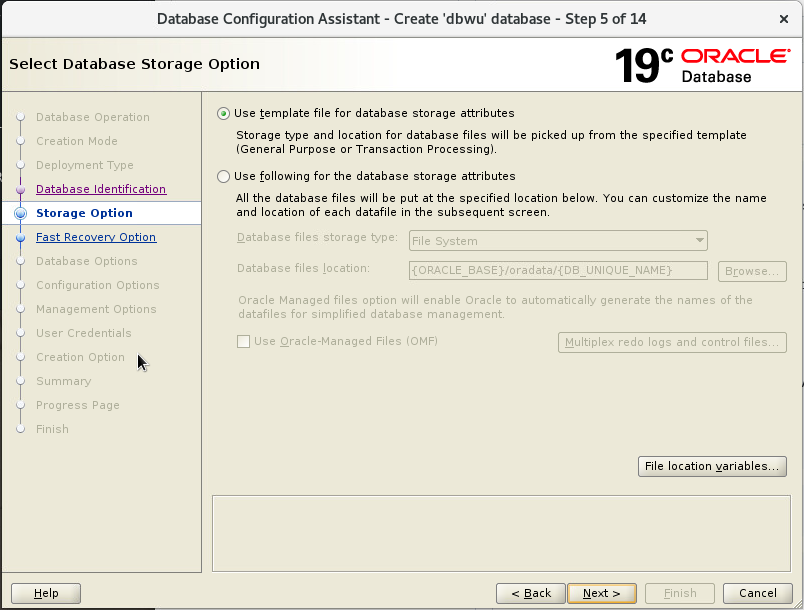 Database Configuration Assistant - Create 'dbwu' database - Step 5 of 14
Select Database Storage Option
19c ORACLE
Database
Database Operation
Creation Mode
Deployment Type
Database Identification
Storage Option
Fast Recovery Option
Database Options
Configuration Options
Management Options
User Credentials
Creation Option
Summary
Progress Page
Finish
Use template file for database storage attributes
Storage type and location for database files will be picked up from the specified template
(General Purpose or Transaction Processing).
Use following for the database storage attributes
All the database files will be put at the specified location below. You can customize the name
and location of each datafile in the subsequent screen.
Database files storage type: File System
Database files location: {ORACLE_BASE}/oradata/{DB_UNIQUE_NAME} Browse...
Oracle Managed files option will enable Oracle to automatically generate the names of the
datafiles for simplified database management.
Use Oracle-Managed Files (OMF) Multiplex redo logs and control files...
File location variables...
Help < Back Next > Finish Cancel